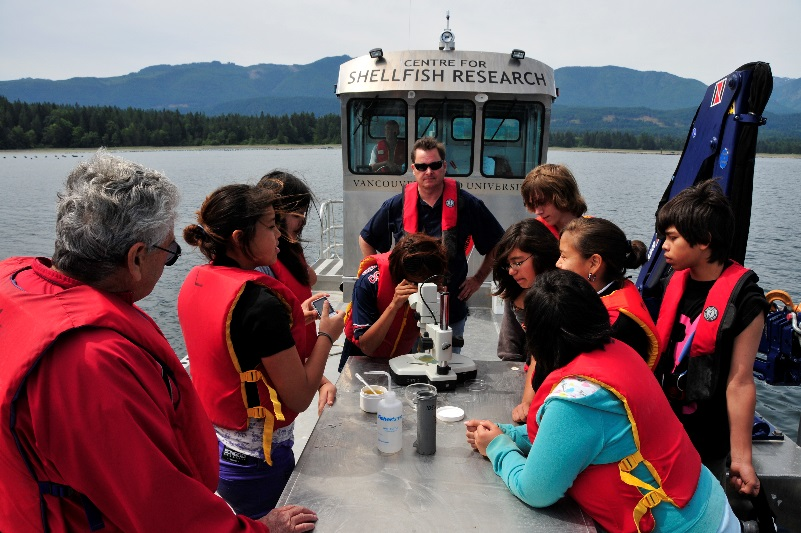 CENTRE FOR
SHELLFISH RESEARCH
VANCOUVER ISLAND UNIVERSITY